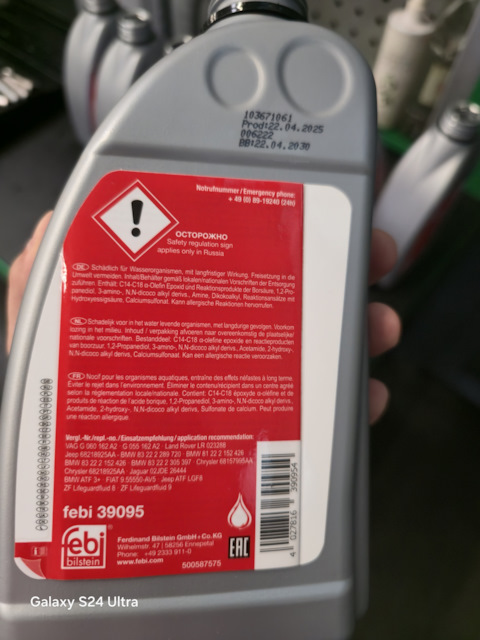 103671061
Prod:22.04.2025
006222
BB:22.04.2030
Notrufnummer / Emergency phone:
+ 49 (0) 89-19240 (24h)
ОСТОРОЖНО
Safety regulation sign
applies only in Russia
DE Schädlich für Wasserorganismen, mit langfristiger Wirkung. Freisetzung in die
Umwelt vermeiden. Inhalt/Behälter gemäß lokalen/nationalen Vorschriften der Entsorgung
zuführen. Enthält: C14-C18 α-Olefin Epoxid und Reaktionsprodukte der Borsäure, 1,2-Pro-
panediol, 3-amino-, N,N-dicoco alkyl derivs., Amine, Dikokoalkyl, Reaktionsansätze mit
Hydroxyessigsäure, Calciumsulfonat. Kann allergische Reaktionen hervorrufen.
NL Schadelijk voor in het water levende organismen, met langdurige gevolgen. Voorkom
lozing in het milieu. Inhoud / verpakking afvoeren naar overeenkomstig de plaatselijke/
nationale voorschriften. Bestanddeel: C14-C18 α-olefine epoxide en reactieproducten
van boorzuur, 1,2-Propanediol, 3-amino-, N,N-dicoco alkyl derivs., Acetamide, 2-hydroxy-,
N,N-dicoco alkyl derivs., Calciumsulfonaat. Kan een allergische reactie veroorzaken.
FR Nocif pour les organismes aquatiques, entraîne des effets néfastes à long terme.
Éviter le rejet dans l'environnement. Éliminer le contenu/récipient dans un centre agréé
selon la réglementation locale/nationale. Contient: C14-C18 époxyde α-oléfine et de
produits de réaction de l'acide borique, 1,2-Propanediol, 3-amino-, N,N-dicoco alkyl derivs.,
Acetamide, 2-hydroxy-, N,N-dicoco alkyl derivs., Sulfonate de calcium. Peut produire
une réaction allergique.
Vergl.-Nr./repl.-no./Einsatzempfehlung / application recommendation:
VAG G 060 162 A2 G 055 162 A2 Land Rover LR 023288
Jeep 68218925AA - BMW 83 22 2 289 720 BMW 81 22 2 152 426
BMW 83 22 2 152 426 BMW 83 22 2 305 397 Chrysler 68157995AA
Chrysler 68218925AA Jaguar 02JDE 26444
BMW ATF 3+ FIAT 9.55550-AV5 Jeep ATF LGF8
ZF Lifeguardfluid 8 ZF Lifeguardfluid 9
febi 39095
febi
bilstein
Ferdinand Bilstein GmbH + Co. KG
Wilhelmstr. 47 | 58256 Ennepetal
Phone: +49 2333 911-0
www.febi.com
500587575
EAC
4 027816 390954
Galaxy S24 Ultra